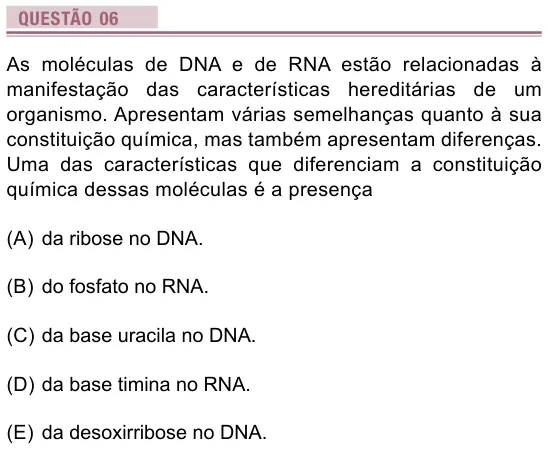 QUESTÃO 06
As moléculas de DNA e de RNA estão relacionadas à
manifestação das características hereditárias de um
organismo. Apresentam várias semelhanças quanto à sua
constituição química, mas também apresentam diferenças.
Uma das características que diferenciam a constituição
química dessas moléculas é a presença
(A) da ribose no DNA.
(B) do fosfato no RNA.
(C) da base uracila no DNA.
(D) da base timina no RNA.
(E) da desoxirribose no DNA.